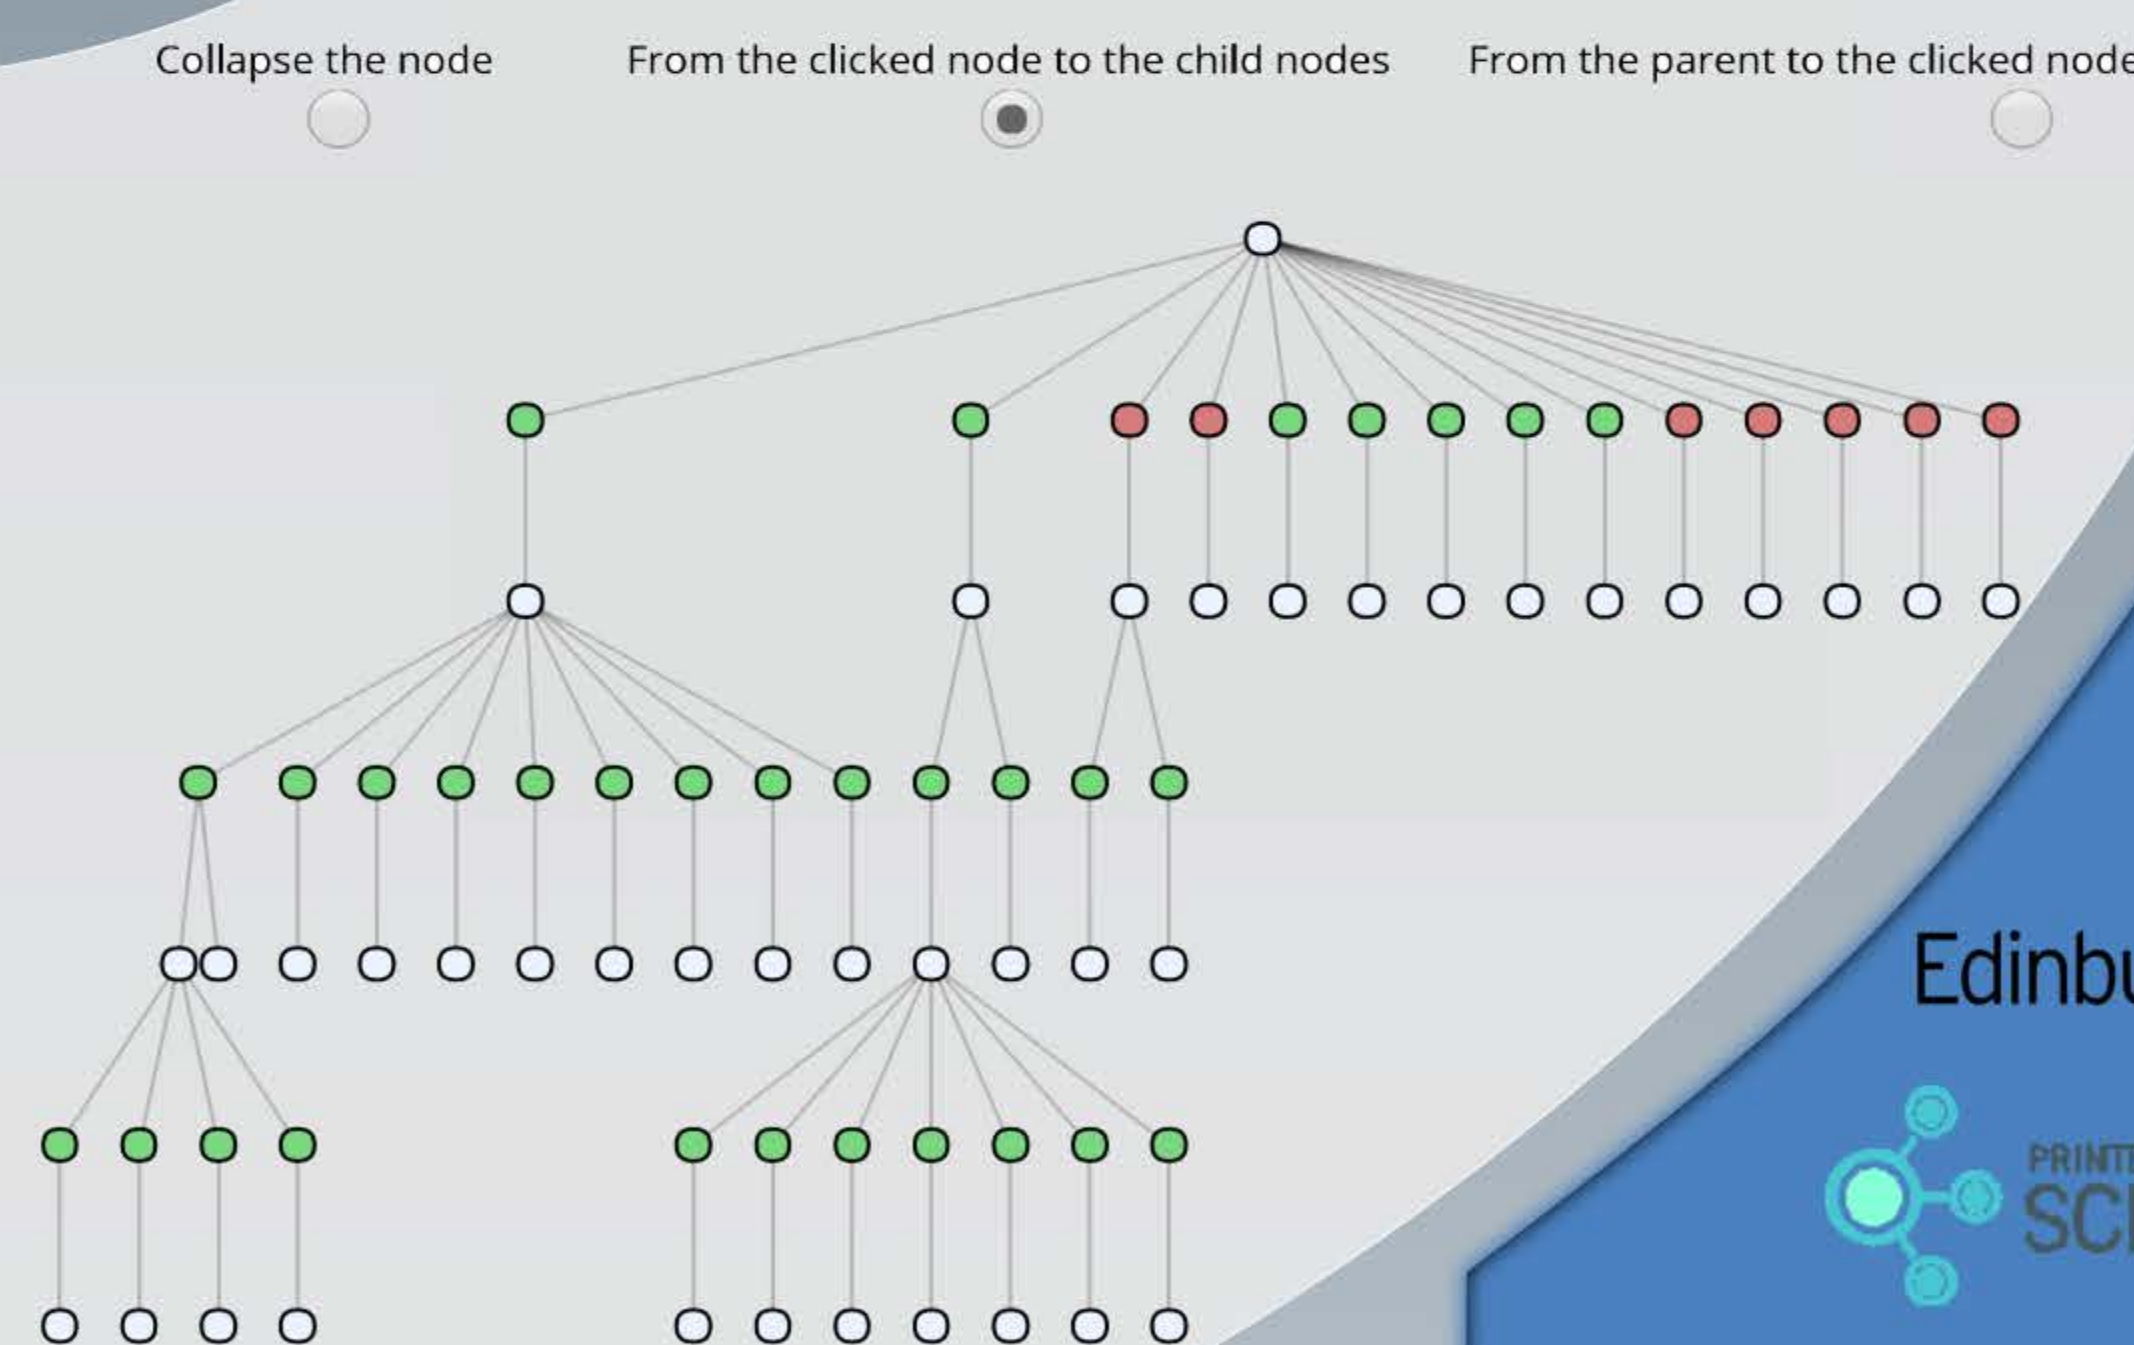 Collapse the node
From the clicked node to the child nodes
From the parent to the clicked node